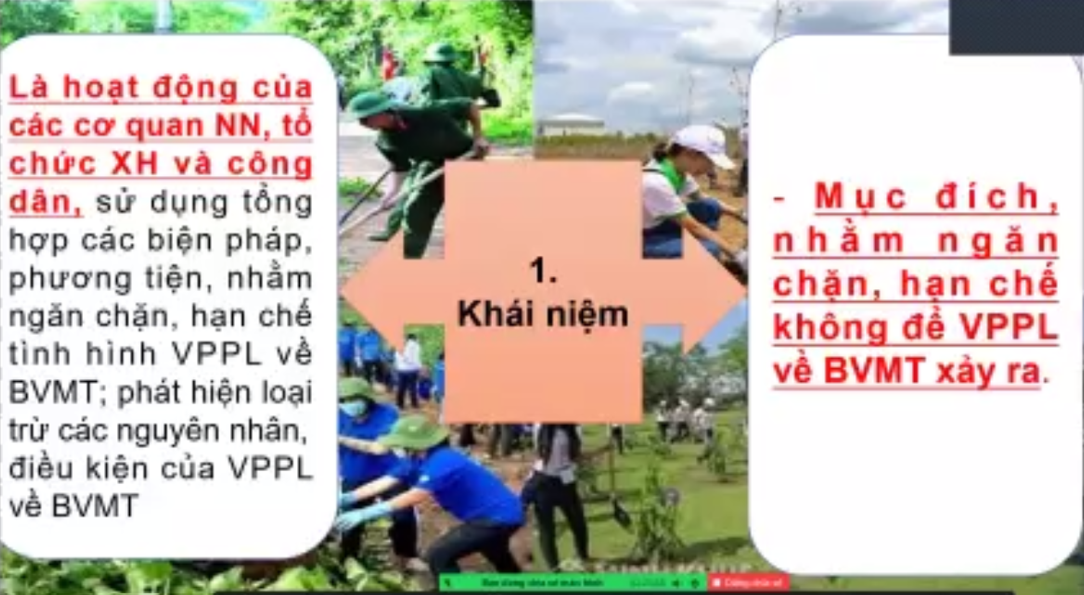 Là hoạt động của
các cơ quan NN, tổ
chức XH và công
dân, sử dụng tổng
hợp các biện pháp,
phương tiện, nhằm
ngăn chặn, hạn chế
tình hình VPPL về
BVMT; phát hiện loại
trừ các nguyên nhân,
điều kiện của VPPL
về BVMT
1.
Khái niệm
- Mục đích,
nhằm ngăn
chặn, hạn chế
không để VPPL
về BVMT xảy ra.